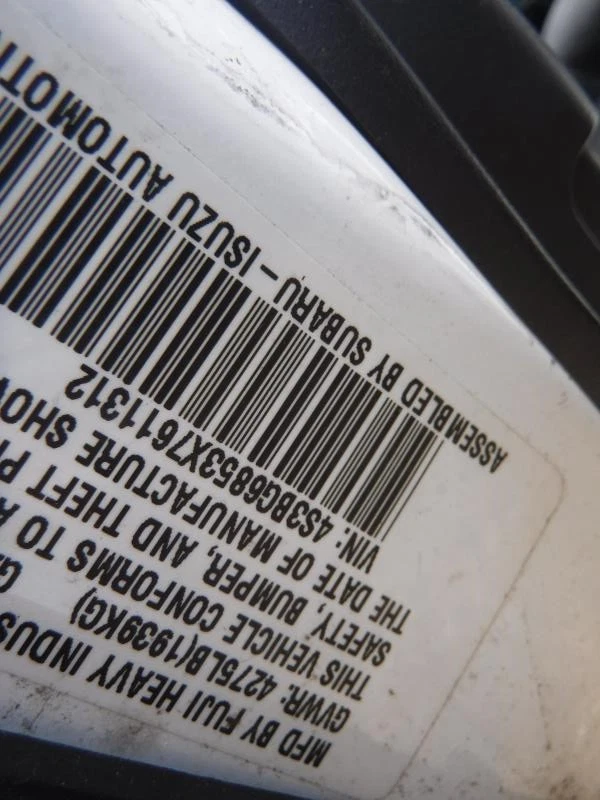 MFD BY FUJI HEAVY INDUS
GVWR: 4275LB(1939KG) G
THIS VEHICLE CONFORMS TO A
SAFETY, BUMPER, AND THEFT P
THE DATE OF MANUFACTURE SHOW
VIN: 4S3BG6853X7611312
ASSEMBLED BY SUBARU - ISUZU AUTOMOTI